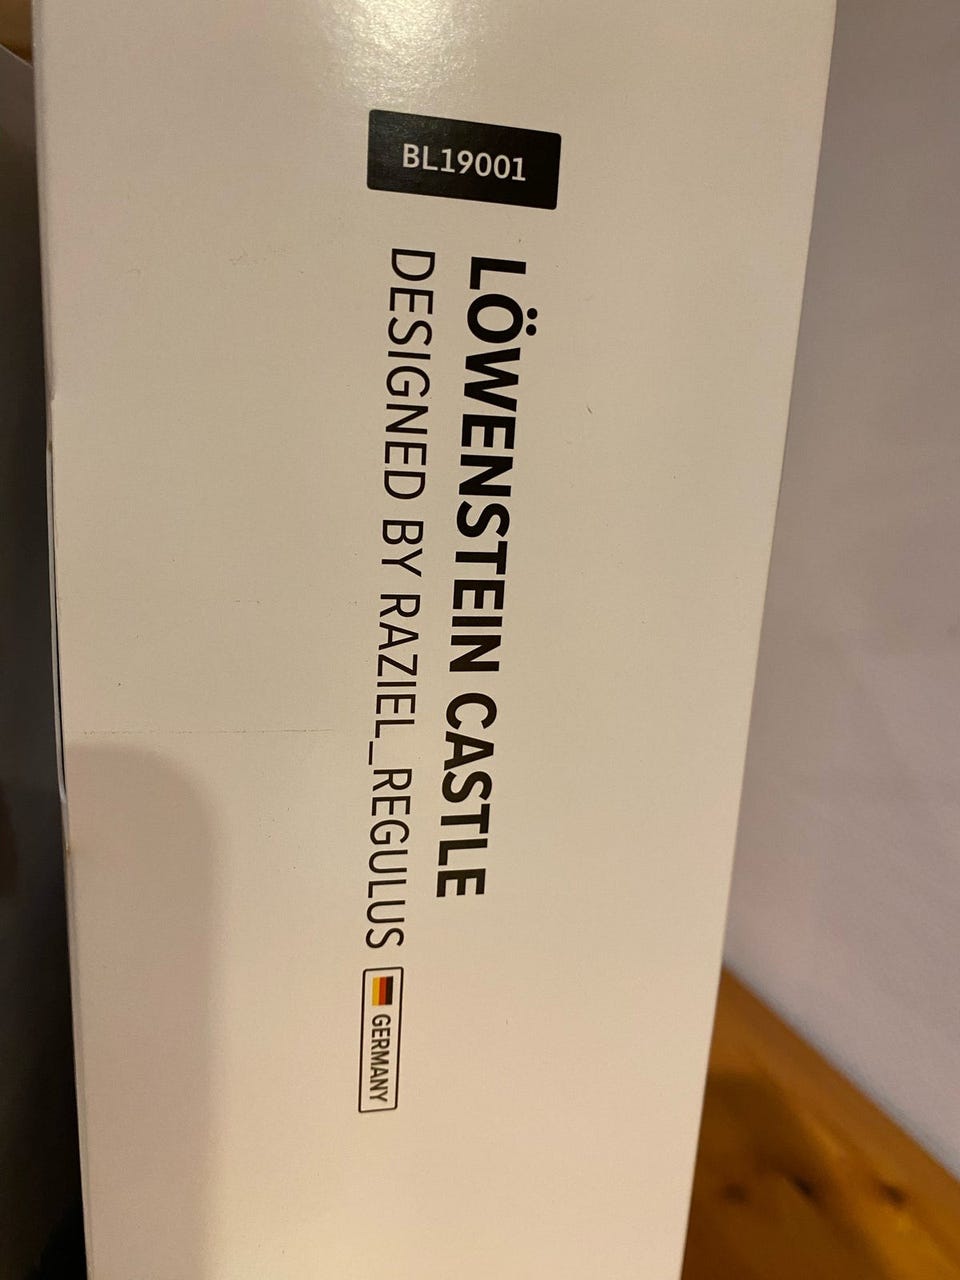 BL19001
LÖWENSTEIN CASTLE
DESIGNED BY RAZIEL_REGULUS GERMANY